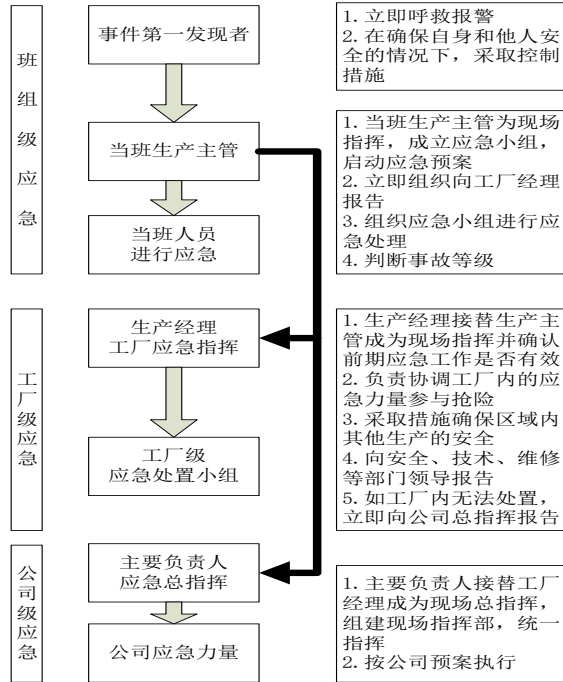 班
组
级
应
急
事件第一发现者
当班生产主管
当班人员
进行应急
1. 立即呼救报警
2. 在确保自身和他人安
全的情况下，采取控制
措施
1. 当班生产主管为现场
指挥，成立应急小组，
启动应急预案
2. 立即组织向工厂经理
报告
3. 组织应急小组进行应
急处理
4. 判断事故等级
工
厂
级
应
急
生产经理
工厂应急指挥
工厂级
应急处置小组
1. 生产经理接替生产主
管成为现场指挥并确认
前期应急工作是否有效
2. 负责协调工厂内的应
急力量参与抢险
3. 采取措施确保区域内
其他生产的安全
4. 向安全、技术、维修
等部门领导报告
5. 如工厂内无法处置，
立即向公司总指挥报告
公
司
级
应
急
主要负责人
应急总指挥
公司应急力量
1. 主要负责人接替工厂
经理成为现场总指挥，
组建现场指挥部，统一
指挥
2. 按公司预案执行